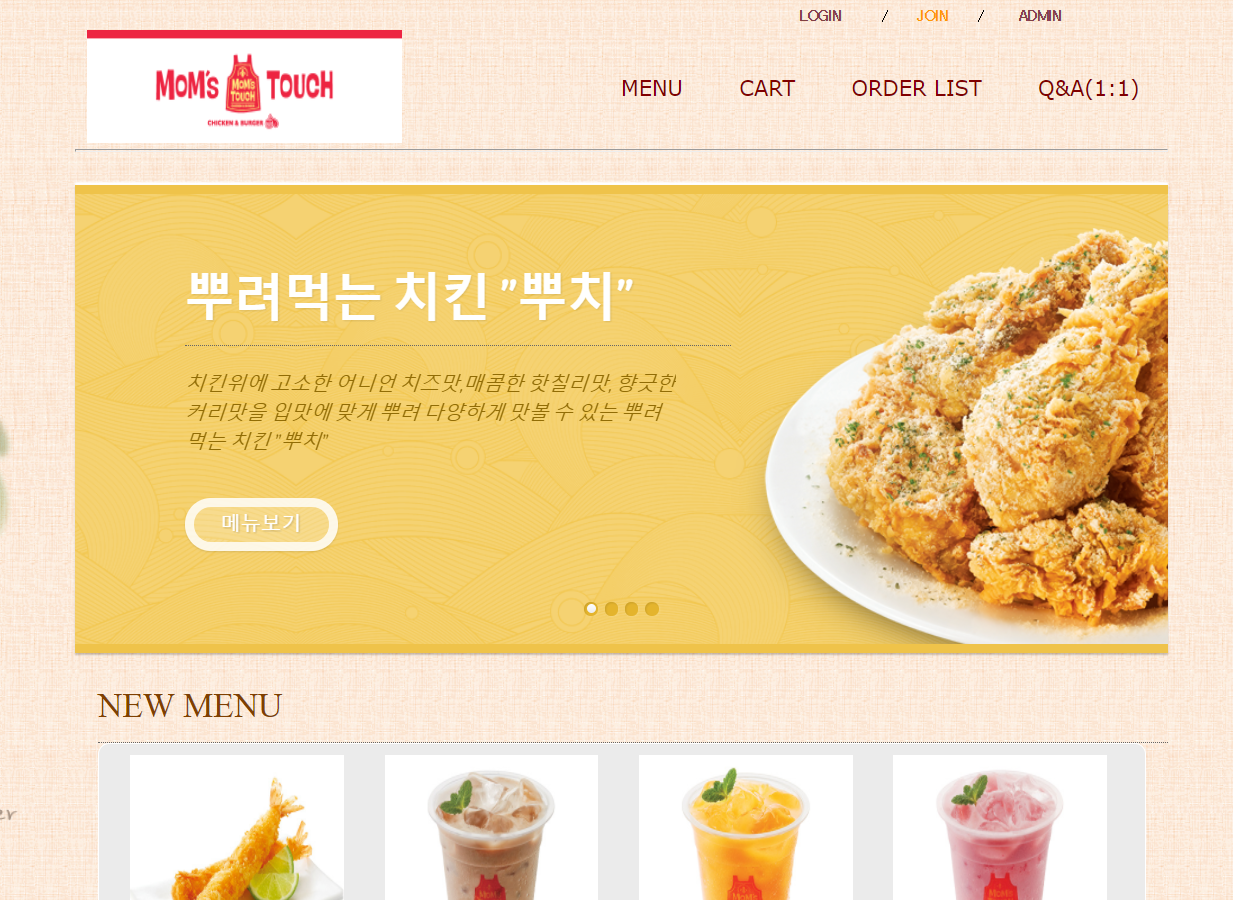 LOGIN / JOIN / ADMIN
MOM'S TOUCH
MOM'S TOUCH
CHICKEN & BURGER
MENU CART ORDER LIST Q&A(1:1)
뿌려먹는 치킨 "뿌치"
치킨위에 고소한 어니언 치즈맛,매콤한 핫칠리맛, 향긋한
커리맛을 입맛에 맞게 뿌려 다양하게 맛볼 수 있는 뿌려
먹는 치킨 "뿌치"
메뉴보기
NEW MENU